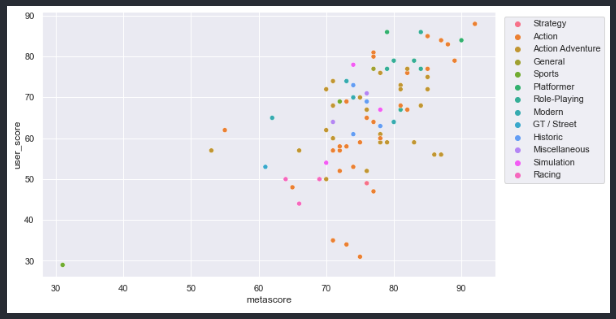 90
80
70
60
50
40
30
user_score
30
40
50
60
70
80
90
metascore
Strategy
Action
Action Adventure
General
Sports
Platformer
Role-Playing
Modern
GT / Street
Historic
Miscellaneous
Simulation
Racing